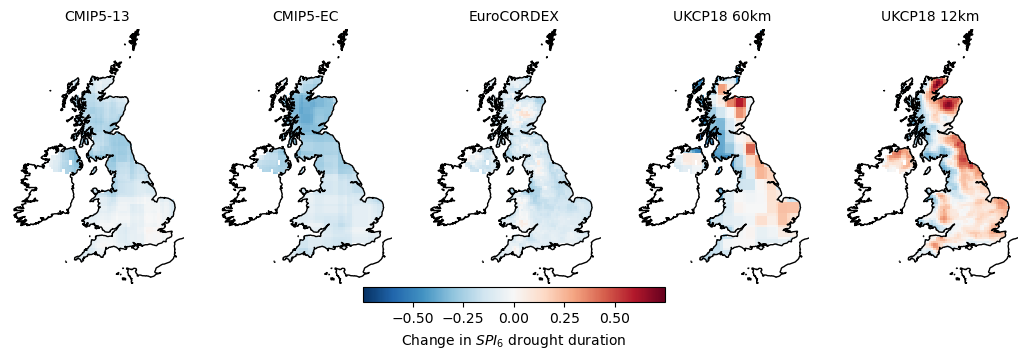 CMIP5-13 CMIP5-EC EuroCORDEX UKCP18 60km UKCP18 12km
−0.50 −0.25 0.00 0.25 0.50
Change in SPI₆ drought duration